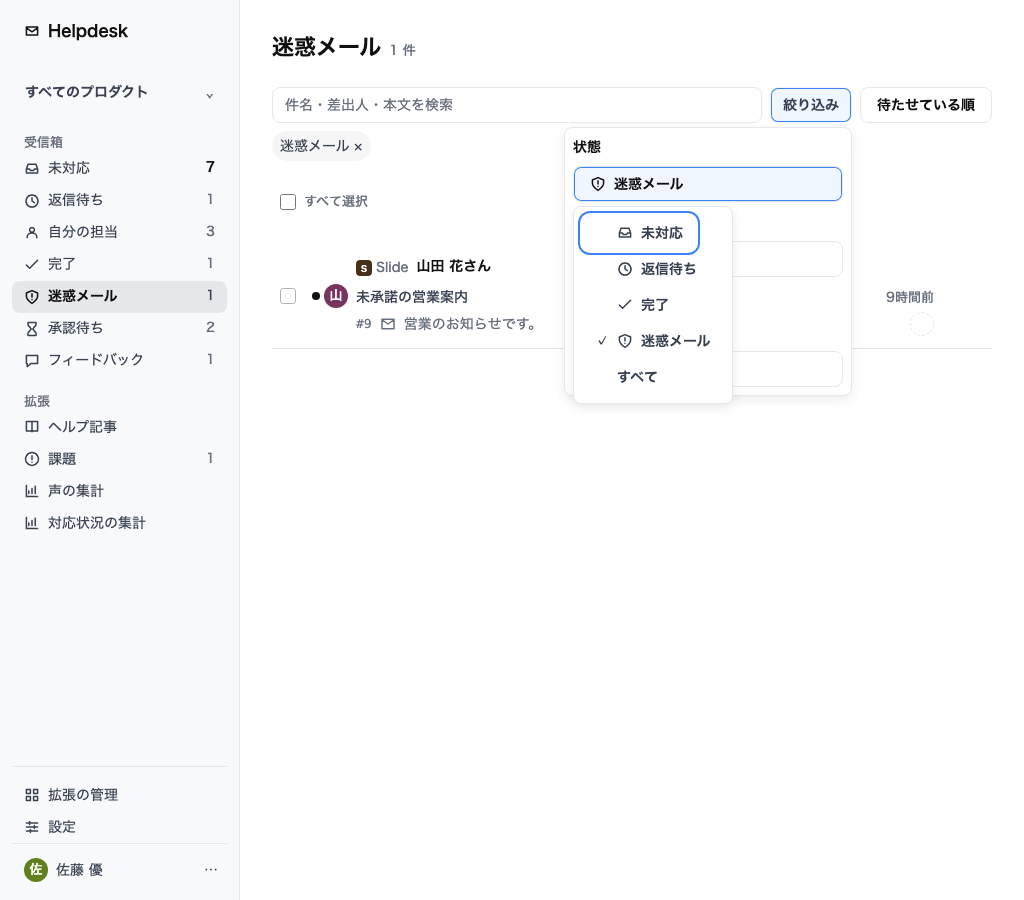 Helpdesk
すべてのプロダクト
受信箱
未対応 7
返信待ち 1
自分の担当 3
完了 1
迷惑メール 1
承認待ち 2
フィードバック 1
拡張
ヘルプ記事
課題 1
声の集計
対応状況の集計
拡張の管理
設定
佐 佐藤 優 …
迷惑メール 1 件
件名・差出人・本文を検索 絞り込み 待たせている順
迷惑メール ×
すべて選択
S Slide 山田 花さん
山 未承諾の営業案内 9時間前
#9 営業のお知らせです。
状態
迷惑メール
未対応
返信待ち
完了
✓ 迷惑メール
すべて